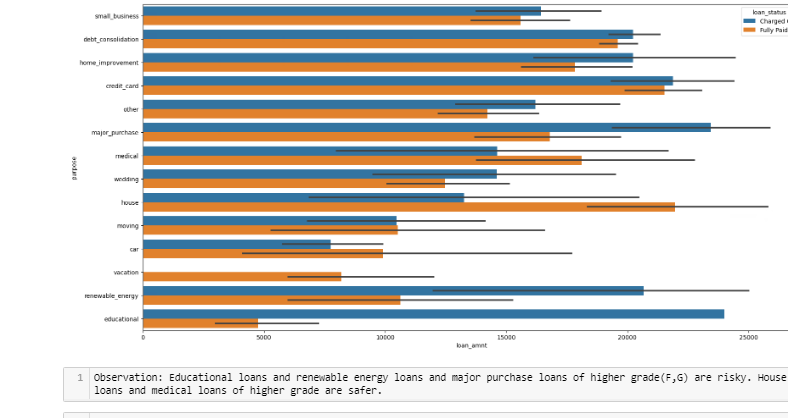 loan_status
Charged
Fully Paid
small_business
debt_consolidation
home_improvement
credit_card
other
major_purchase
medical
wedding
house
moving
car
vacation
renewable_energy
educational
purpose
0 5000 10000 15000 20000 25000
loan_amnt
1 Observation: Educational loans and renewable energy loans and major purchase loans of higher grade(F,G) are risky. House
loans and medical loans of higher grade are safer.